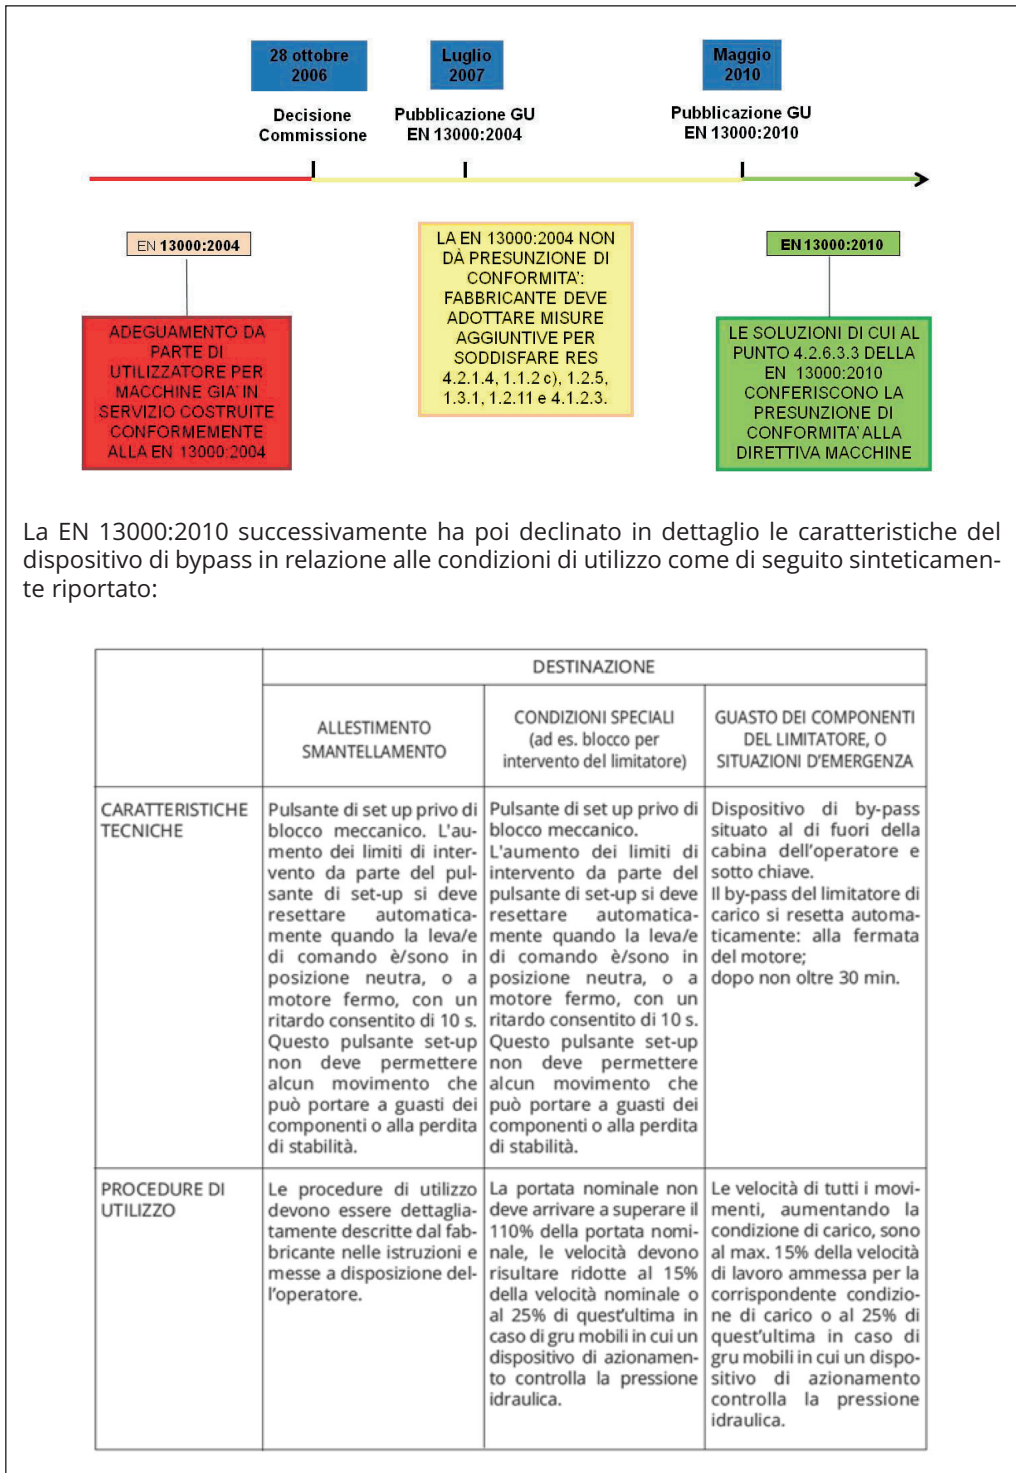 28 ottobre
2006
Luglio
2007
Maggio
2010
Decisione
Commissione
Pubblicazione GU
EN 13000:2004
Pubblicazione GU
EN 13000:2010
EN 13000:2004
ADEGUAMENTO DA
PARTE DI
UTILIZZATORE PER
MACCHINE GIA' IN
SERVIZIO COSTRUITE
CONFORMEMENTE
ALLA EN 13000:2004
LA EN 13000:2004 NON
DÀ PRESUNZIONE DI
CONFORMITA':
FABBRICANTE DEVE
ADOTTARE MISURE
AGGIUNTIVE PER
SODDISFARE RES
4.2.1.4, 1.1.2 c), 1.2.5,
1.3.1, 1.2.11 e 4.1.2.3.
EN 13000:2010
LE SOLUZIONI DI CUI AL
PUNTO 4.2.6.3.3 DELLA
EN 13000:2010
CONFERISCONO LA
PRESUNZIONE DI
CONFORMITA' ALLA
DIRETTIVA MACCHINE
La EN 13000:2010 successivamente ha poi declinato in dettaglio le caratteristiche del
dispositivo di bypass in relazione alle condizioni di utilizzo come di seguito sinteticamen-
te riportato:
DESTINAZIONE
ALLESTIMENTO
SMANTELLAMENTO
CONDIZIONI SPECIALI
(ad es. blocco per
intervento del limitatore)
GUASTO DEI COMPONENTI
DEL LIMITATORE, O
SITUAZIONI D'EMERGENZA
CARATTERISTICHE
TECNICHE
Pulsante di set up privo di
blocco meccanico. L'au-
mento dei limiti di inter-
vento da parte del pul-
sante di set-up si deve
resettare automatica-
mente quando la leva/e
di comando è/sono in
posizione neutra, o a
motore fermo, con un
ritardo consentito di 10 s.
Questo pulsante set-up
non deve permettere
alcun movimento che
può portare a guasti dei
componenti o alla perdita
di stabilità.
Pulsante di set up privo di
blocco meccanico.
L'aumento dei limiti di
intervento da parte del
pulsante di set-up si deve
resettare automatica-
mente quando la leva/e
di comando è/sono in
posizione neutra, o a
motore fermo, con un
ritardo consentito di 10 s.
Questo pulsante set-up
non deve permettere
alcun movimento che
può portare a guasti dei
componenti o alla perdita
di stabilità.
Dispositivo di by-pass
situato al di fuori della
cabina dell'operatore e
sotto chiave.
Il by-pass del limitatore di
carico si resetta automa-
ticamente: alla fermata
del motore;
dopo non oltre 30 min.
PROCEDURE DI
UTILIZZO
Le procedure di utilizzo
devono essere dettaglia-
tamente descritte dal fab-
bricante nelle istruzioni e
messe a disposizione del-
l'operatore.
La portata nominale non
deve arrivare a superare il
110% della portata nomi-
nale, le velocità devono
risultare ridotte al 15%
della velocità nominale o
al 25% di quest'ultima in
caso di gru mobili in cui un
dispositivo di azionamen-
to controlla la pressione
idraulica.
Le velocità di tutti i movi-
menti, aumentando la
condizione di carico, sono
al max. 15% della velocità
di lavoro ammessa per la
corrispondente condizio-
ne di carico o al 25% di
quest'ultima in caso di
gru mobili in cui un dispo-
sitivo di azionamento
controlla la pressione
idraulica.